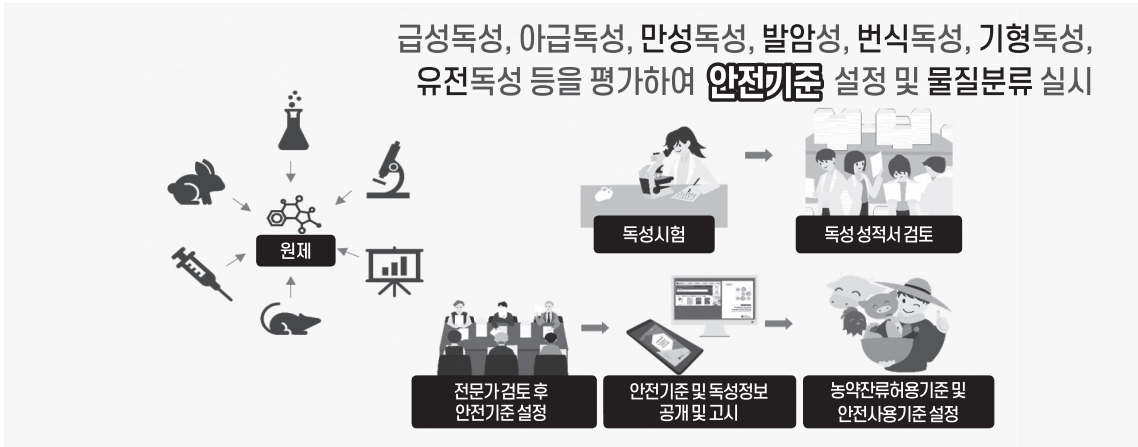 급성독성, 아급독성, 만성독성, 발암성, 번식독성, 기형독성,
유전독성 등을 평가하여 안전기준 설정 및 물질분류 실시
원제
독성시험
독성 성적서 검토
전문가 검토 후
안전기준 설정
안전기준 및 독성정보
공개 및 고시
농약잔류허용기준 및
안전사용기준 설정